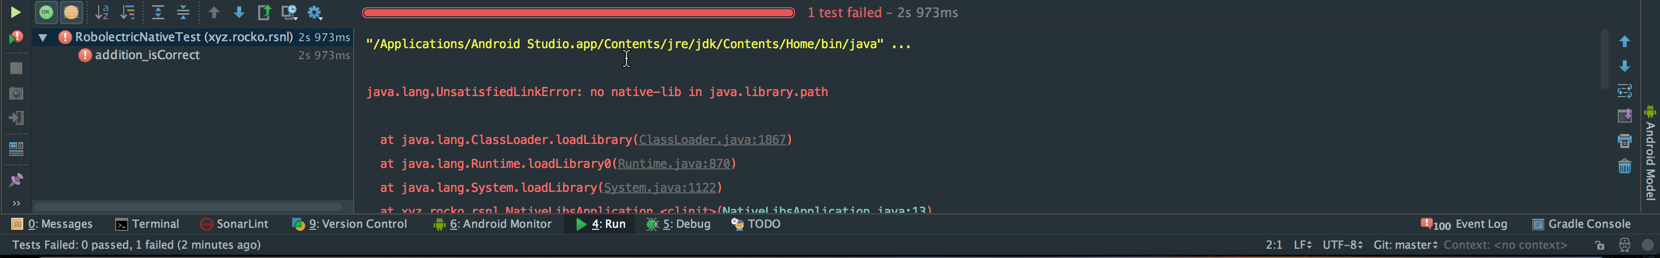 1 test failed – 2s 973ms
RobolectricNativeTest (xyz.rocko.rsnl) 2s 973ms
addition_isCorrect 2s 973ms
"/Applications/Android Studio.app/Contents/jre/jdk/Contents/Home/bin/java" ...
java.lang.UnsatisfiedLinkError: no native-lib in java.library.path
at java.lang.ClassLoader.loadLibrary(ClassLoader.java:1867)
at java.lang.Runtime.loadLibrary0(Runtime.java:870)
at java.lang.System.loadLibrary(System.java:1122)
at xyz.rocko.rsnl.NativeLibsApplication.<clinit>(NativeLibsApplication.java:13)
Android Model
0: Messages Terminal SonarLint 9: Version Control 6: Android Monitor 4: Run 5: Debug TODO 100 Event Log Gradle Console
Tests Failed: 0 passed, 1 failed (2 minutes ago) 2:1 LF UTF-8 Git: master Context: <no context>